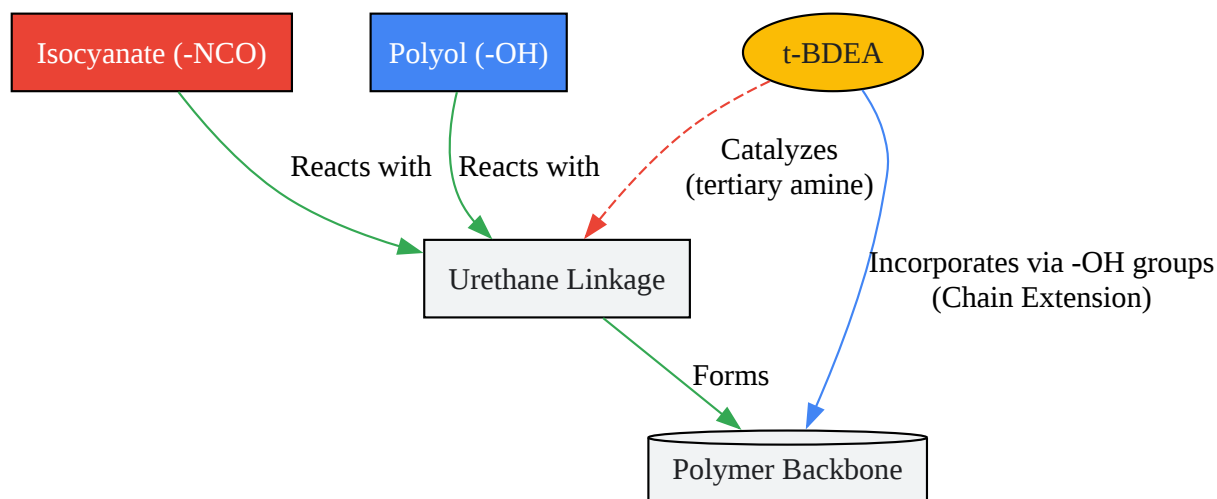 Isocyanate (-NCO)
Polyol (-OH)
t-BDEA
Reacts with
Reacts with
Catalyzes
(tertiary amine)
Urethane Linkage
Incorporates via -OH groups
(Chain Extension)
Forms
Polymer Backbone